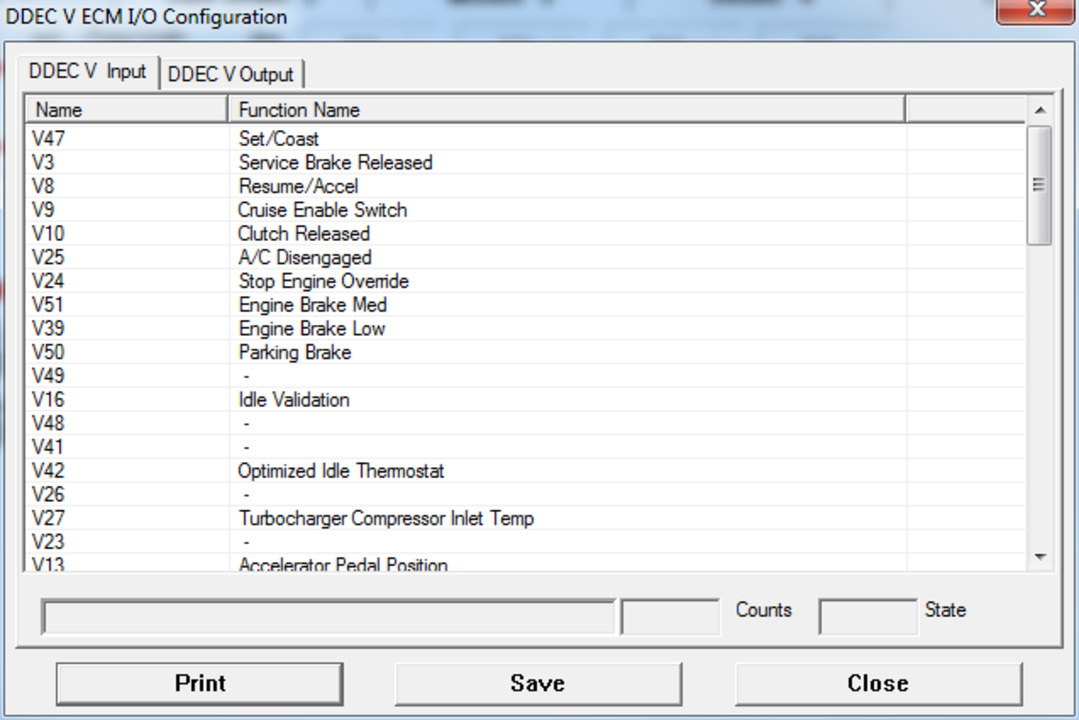 DDEC V ECM I/O Configuration
DDEC V Input DDEC V Output
Name Function Name
V47 Set/Coast
V3 Service Brake Released
V8 Resume/Accel
V9 Cruise Enable Switch
V10 Clutch Released
V25 A/C Disengaged
V24 Stop Engine Override
V51 Engine Brake Med
V39 Engine Brake Low
V50 Parking Brake
V49 -
V16 Idle Validation
V48 -
V41 -
V42 Optimized Idle Thermostat
V26 -
V27 Turbocharger Compressor Inlet Temp
V23 -
V13 Accelerator Pedal Position
Counts State
Print Save Close